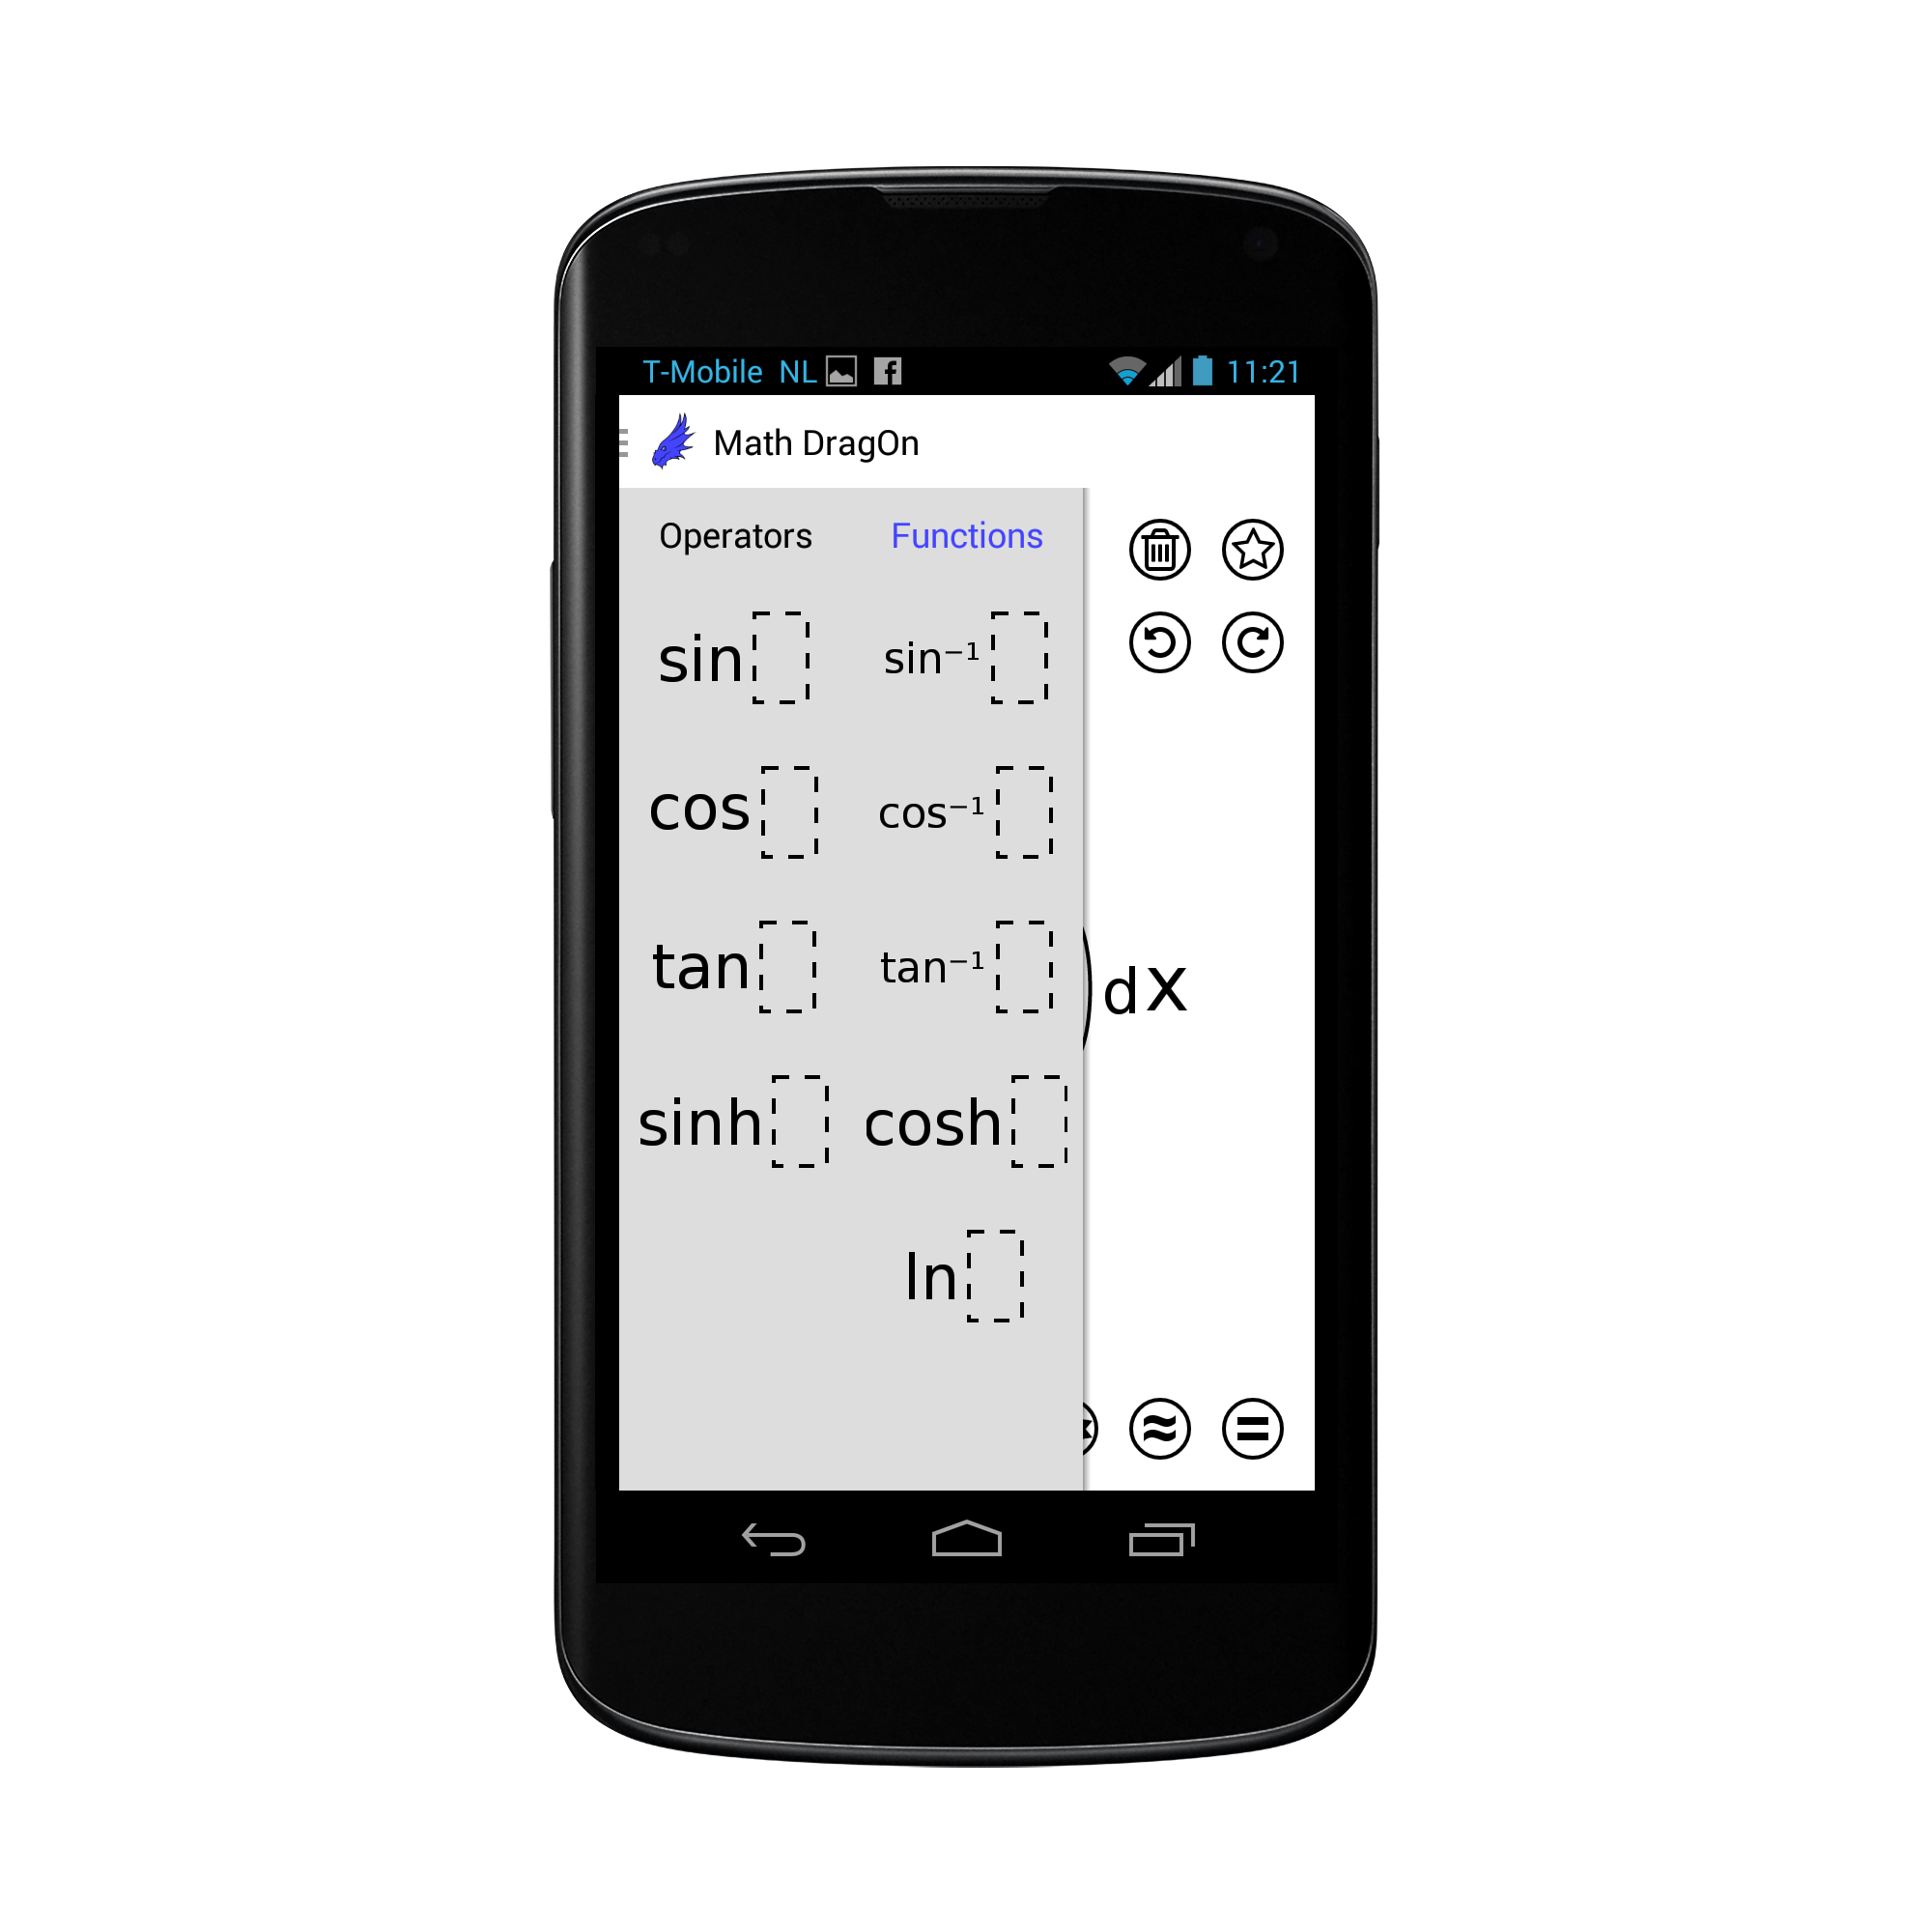 T-Mobile NL 11:21
Math DragOn
Operators Functions
sin sin⁻¹
cos cos⁻¹
tan tan⁻¹
) dx
sinh cosh
ln
≈ =